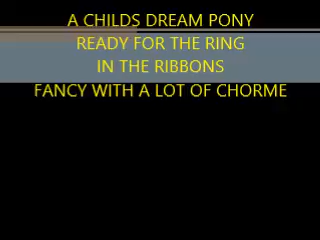 A CHILDS DREAM PONY
READY FOR THE RING
IN THE RIBBONS
FANCY WITH A LOT OF CHORME